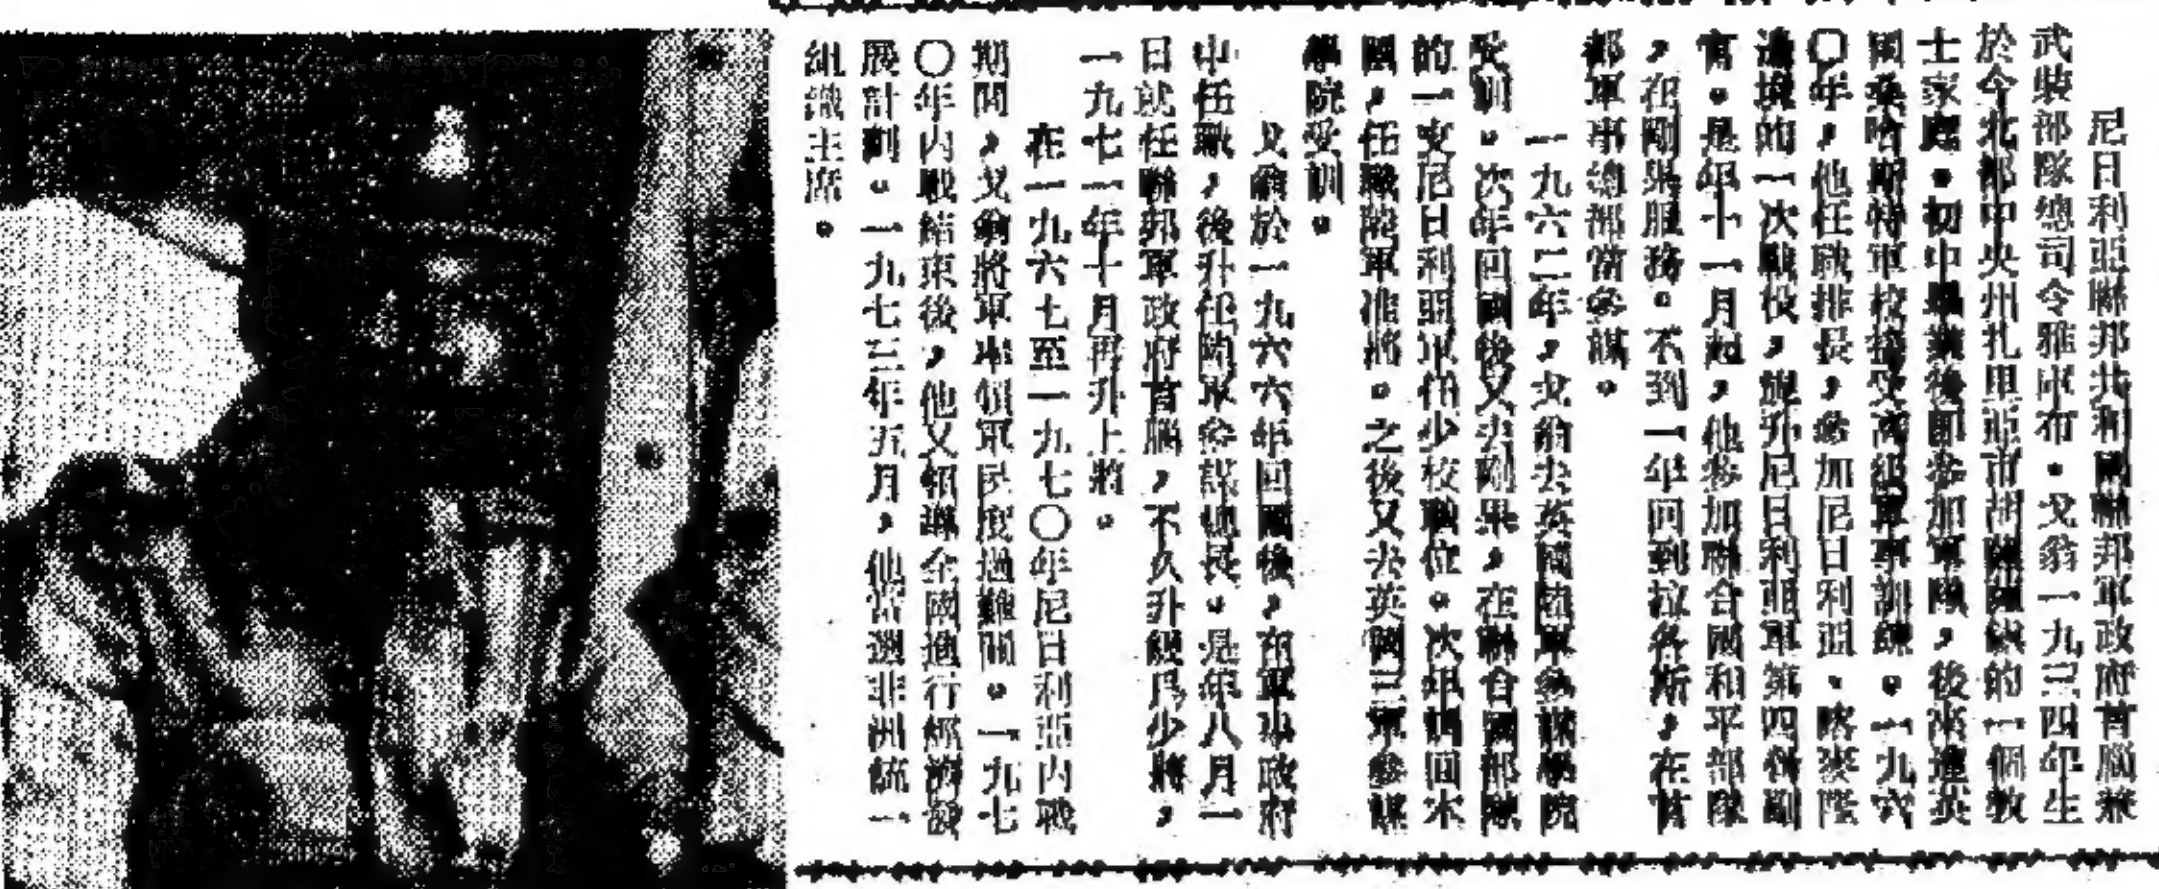 尼日利亞聯邦共和國聯邦軍政府首腦兼
武裝部隊總司令雅庫布·戈翁一九三四年生
於今北部中央州扎里亞市胡的一個教
士家庭。初中畢業後即參加軍隊，後來進英
國桑哈斯特軍校接受高級軍事訓練。一九六
〇年，他任職排長，參加尼日利亞、喀麥隆
邊境的一次戰役，旋升尼日利亞軍第四營副
官。是年十一月起，他參加聯合國和平部隊
，在剛果服務。不到一年回到拉各斯，在首
都軍事總部當參謀。
一九六二年，戈翁去英國陸軍參謀學院
受訓。次年回國後又去剛果，在聯合國部隊
的一支尼日利亞軍任少校職位。次年調回本
國，任職陸軍准將。之後又去英國三軍參謀
學院受訓。
戈翁於一九六六年回國後，在軍事政府
中任職，後升任陸軍參謀總長。是年八月一
日就任聯邦軍政府首腦，不久升級爲少將，
一九七一年十月再升上將。
在一九六七至一九七〇年尼日利亞內戰
期間，戈翁將軍率領軍民度過難關。一九七
〇年內戰結束後，他又領導全國進行經濟發
展計劃。一九七三年五月，他當選非洲統一
組織主席。